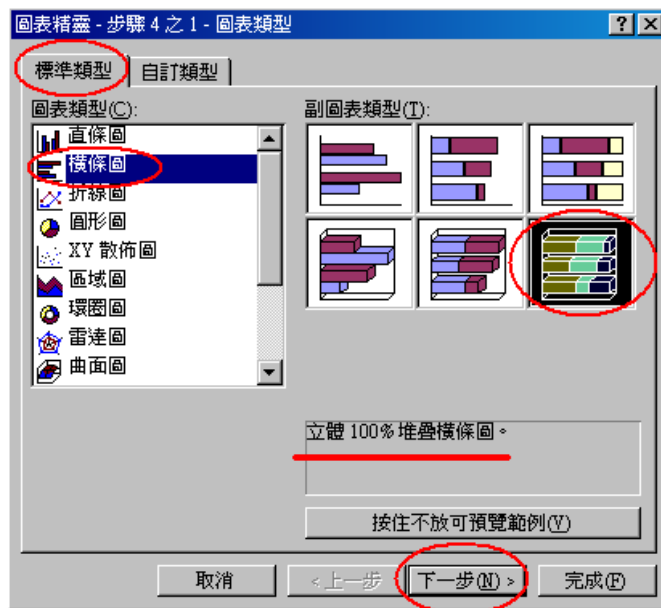 圖表精靈 - 步驟 4 之 1 - 圖表類型
標準類型 自訂類型
圖表類型(C):
直條圖
橫條圖
折線圖
圓形圖
XY 散佈圖
區域圖
環圈圖
雷達圖
曲面圖
副圖表類型(T):
立體 100% 堆疊橫條圖。
按住不放可預覽範例(V)
取消 <上一步 下一步(N) > 完成(F)